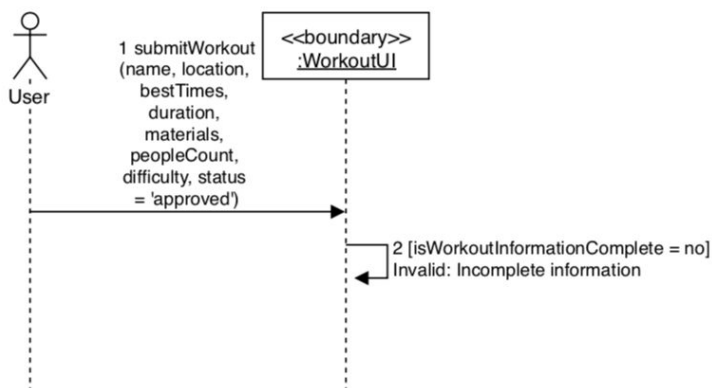 User
1 submitWorkout
(name, location,
bestTimes,
duration,
materials,
peopleCount,
difficulty, status
= 'approved')
<<boundary>>
:WorkoutUI
2 [isWorkoutInformationComplete = no]
Invalid: Incomplete information